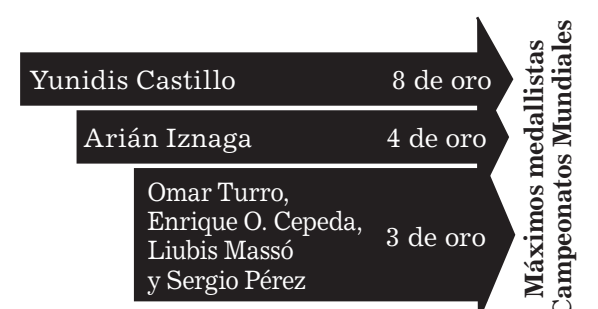 Yunidis Castillo 8 de oro
Arián Iznaga 4 de oro
Omar Turro,
Enrique O. Cepeda,
Liubis Massó
y Sergio Pérez
3 de oro
Máximos medallistas
Campeonatos Mundiales